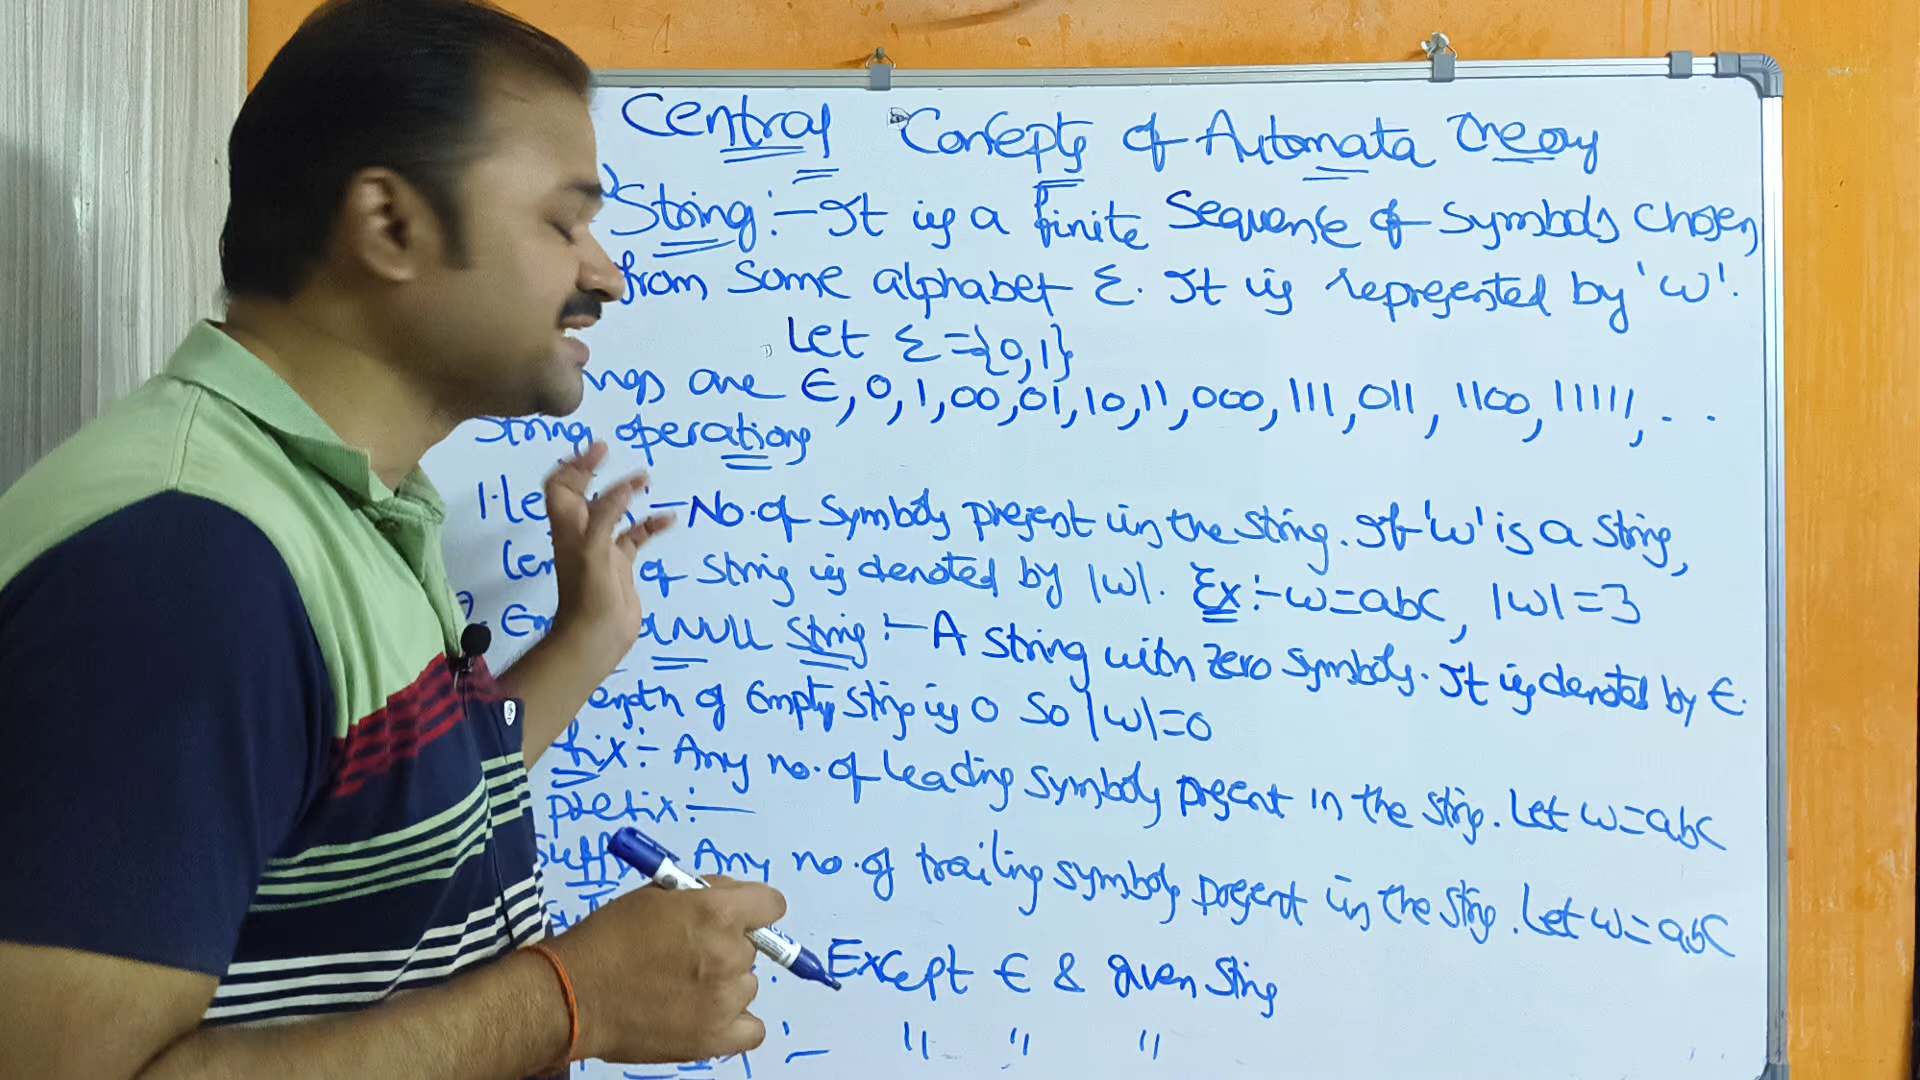 Central Concepts of Automata Theory
String :- It is a finite Sequence of Symbols chosen
from Some alphabet Σ. It is represented by 'w'.
Let Σ = {0,1}
are ϵ, 0, 1, 00, 01, 10, 11, 000, 111, 011, 1100, 11111, . .
String operations
:- No. of Symbols present in the string. If 'w' is a string,
of string is denoted by |w|. Ex :- w = abc, |w| = 3
NULL string :- A string with zero symbols. It is denoted by ϵ.
length of Empty string is 0 so |w| = 0
Any no. of leading symbols present in the string. Let w = abc
prefix :-
Any no. of trailing symbols present in the string. Let w = abc
Except ϵ & given string
:- " " "